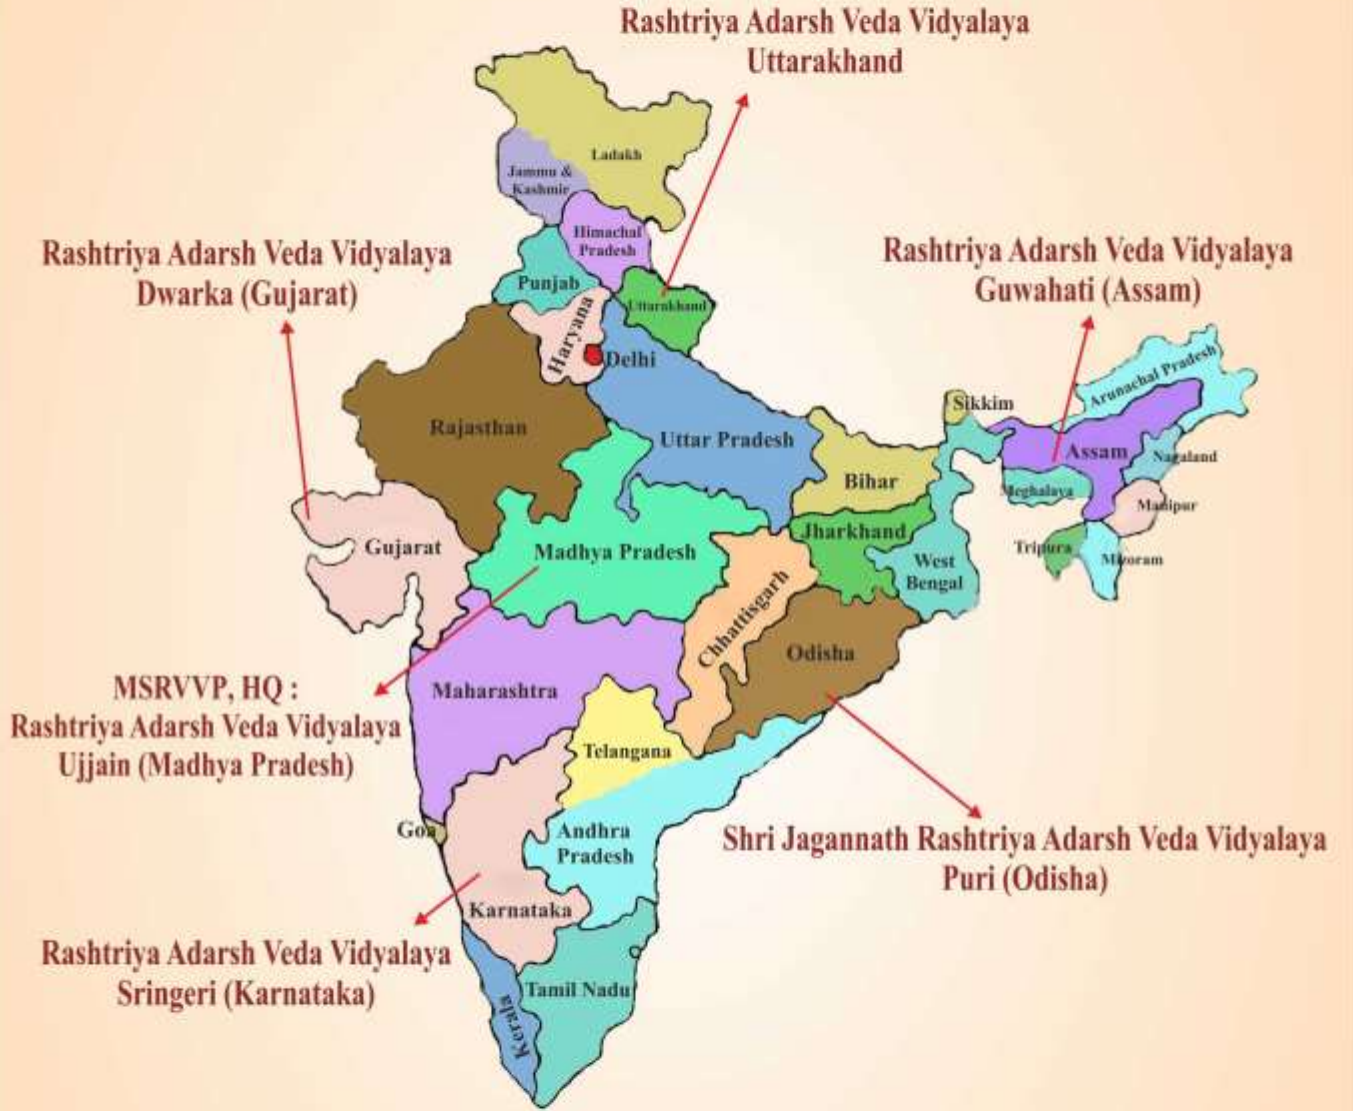 Rashtriya Adarsh Veda Vidyalaya
Uttarakhand
Ladakh
Jammu &
Kashmir
Himachal
Pradesh
Rashtriya Adarsh Veda Vidyalaya
Dwarka (Gujarat)
Rashtriya Adarsh Veda Vidyalaya
Guwahati (Assam)
Punjab
Uttarakhand
Haryana
Delhi
Arunachal Pradesh
Sikkim
Rajasthan
Uttar Pradesh
Assam
Nagaland
Bihar
Meghalaya
Manipur
Jharkhand
Gujarat
Madhya Pradesh
Tripura
Mizoram
West
Bengal
Chhattisgarh
Odisha
MSRVVP, HQ :
Rashtriya Adarsh Veda Vidyalaya
Ujjain (Madhya Pradesh)
Maharashtra
Telangana
Goa
Andhra
Pradesh
Shri Jagannath Rashtriya Adarsh Veda Vidyalaya
Puri (Odisha)
Karnataka
Rashtriya Adarsh Veda Vidyalaya
Sringeri (Karnataka)
Tamil Nadu
Kerala